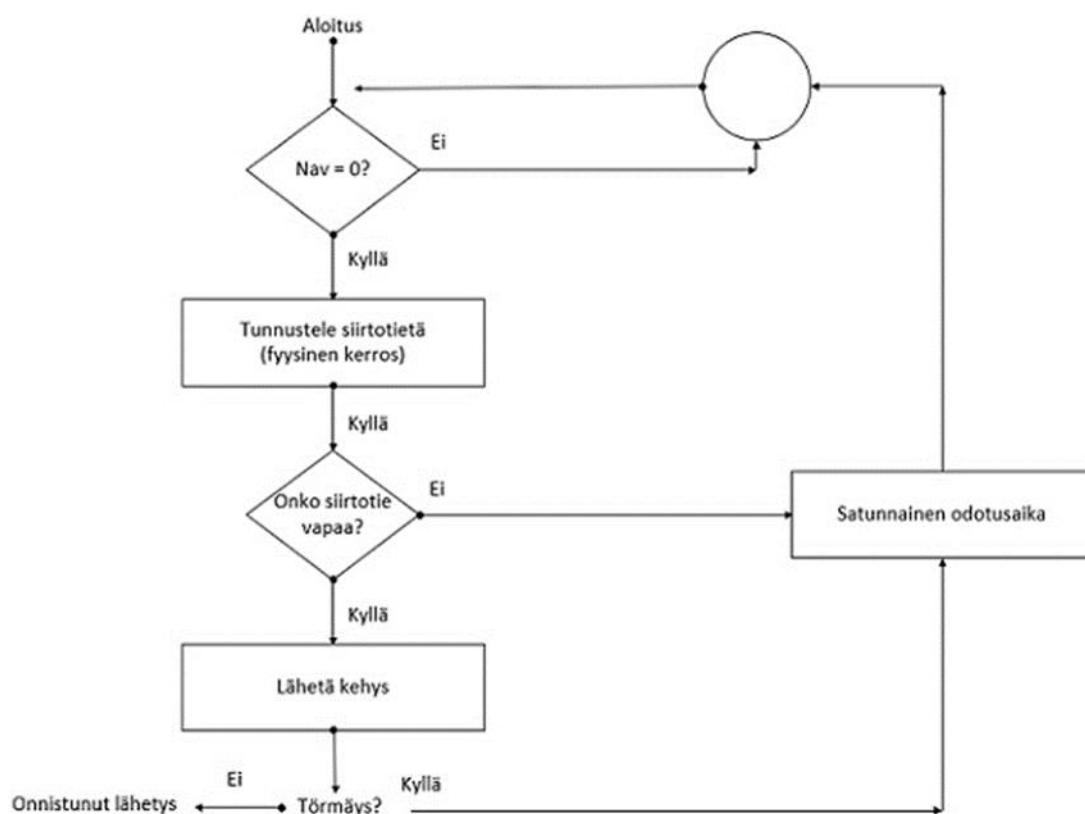 Aloitus
Ei
Nav = 0?
Kyllä
Tunnustele siirtotietä
(fyysinen kerros)
Kyllä
Ei
Onko siirtotie
vapaa?
Satunnainen odotusaika
Kyllä
Lähetä kehys
Ei
Kyllä
Onnistunut lähetys
Törmäys?